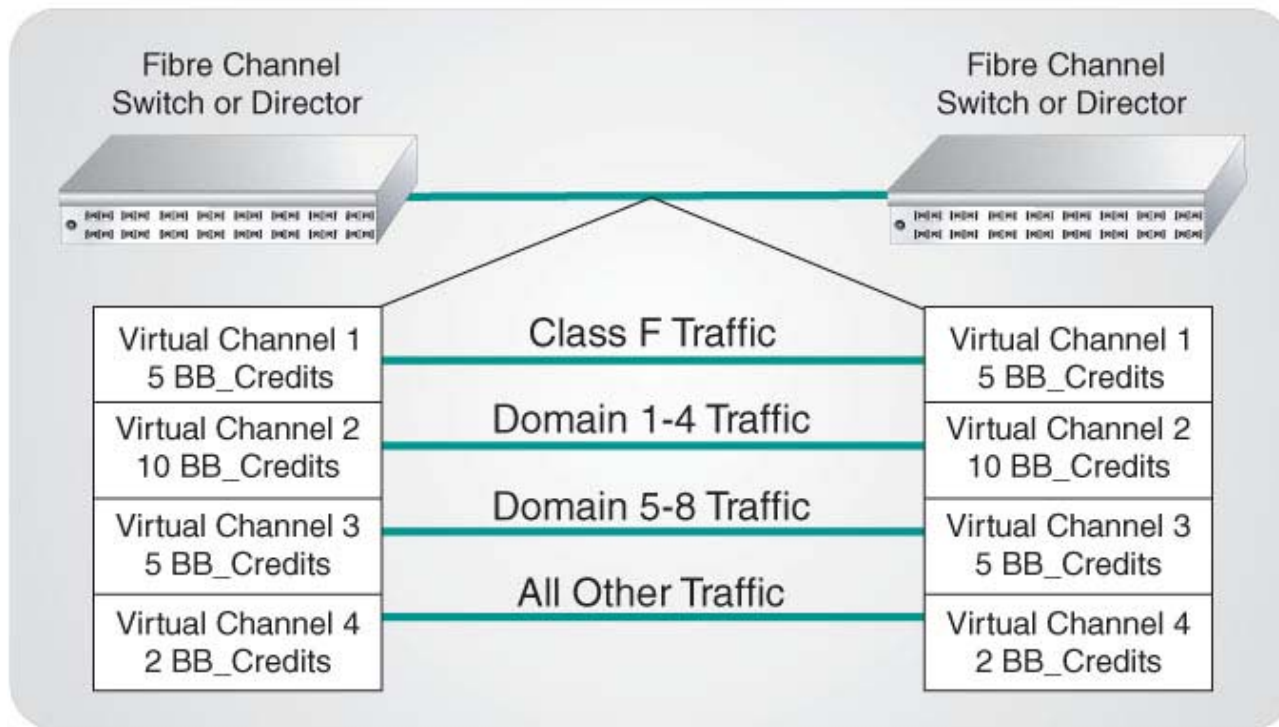 Fibre Channel
Switch or Director
Fibre Channel
Switch or Director
Virtual Channel 1
5 BB_Credits
Class F Traffic
Virtual Channel 1
5 BB_Credits
Virtual Channel 2
10 BB_Credits
Domain 1-4 Traffic
Virtual Channel 2
10 BB_Credits
Virtual Channel 3
5 BB_Credits
Domain 5-8 Traffic
Virtual Channel 3
5 BB_Credits
Virtual Channel 4
2 BB_Credits
All Other Traffic
Virtual Channel 4
2 BB_Credits